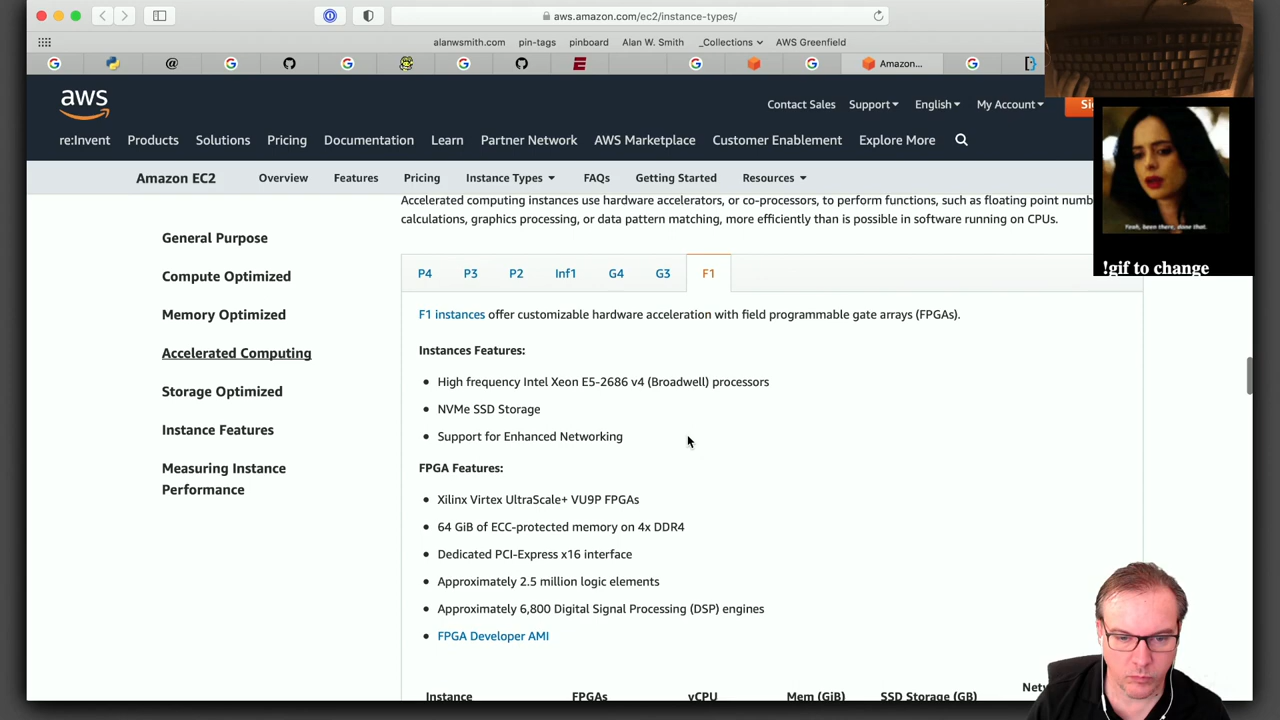 aws.amazon.com/ec2/instance-types/
alanwsmith.com pin-tags pinboard Alan W. Smith _Collections AWS Greenfield
Amazon...
aws
Contact Sales Support English My Account
re:Invent Products Solutions Pricing Documentation Learn Partner Network AWS Marketplace Customer Enablement Explore More
Amazon EC2 Overview Features Pricing Instance Types FAQs Getting Started Resources
Yeah, been there, done that.
!gif to change
General Purpose
Compute Optimized
Memory Optimized
Accelerated Computing
Storage Optimized
Instance Features
Measuring Instance
Performance
Accelerated computing instances use hardware accelerators, or co-processors, to perform functions, such as floating point
calculations, graphics processing, or data pattern matching, more efficiently than is possible in software running on CPUs.
P4 P3 P2 Inf1 G4 G3 F1
F1 instances offer customizable hardware acceleration with field programmable gate arrays (FPGAs).
Instances Features:
High frequency Intel Xeon E5-2686 v4 (Broadwell) processors
NVMe SSD Storage
Support for Enhanced Networking
FPGA Features:
Xilinx Virtex UltraScale+ VU9P FPGAs
64 GiB of ECC-protected memory on 4x DDR4
Dedicated PCI-Express x16 interface
Approximately 2.5 million logic elements
Approximately 6,800 Digital Signal Processing (DSP) engines
FPGA Developer AMI
Instance FPGAs vCPU Mem (GiB) SSD Storage (GB)